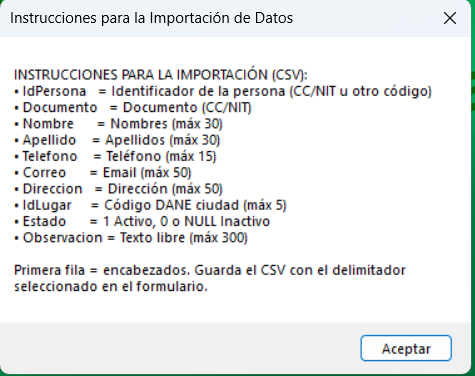 Instrucciones para la Importación de Datos
INSTRUCCIONES PARA LA IMPORTACIÓN (CSV):
• IdPersona = Identificador de la persona (CC/NIT u otro código)
• Documento = Documento (CC/NIT)
• Nombre = Nombres (máx 30)
• Apellido = Apellidos (máx 30)
• Telefono = Teléfono (máx 15)
• Correo = Email (máx 50)
• Direccion = Dirección (máx 50)
• IdLugar = Código DANE ciudad (máx 5)
• Estado = 1 Activo, 0 o NULL Inactivo
• Observacion = Texto libre (máx 300)
Primera fila = encabezados. Guarda el CSV con el delimitador
seleccionado en el formulario.
Aceptar